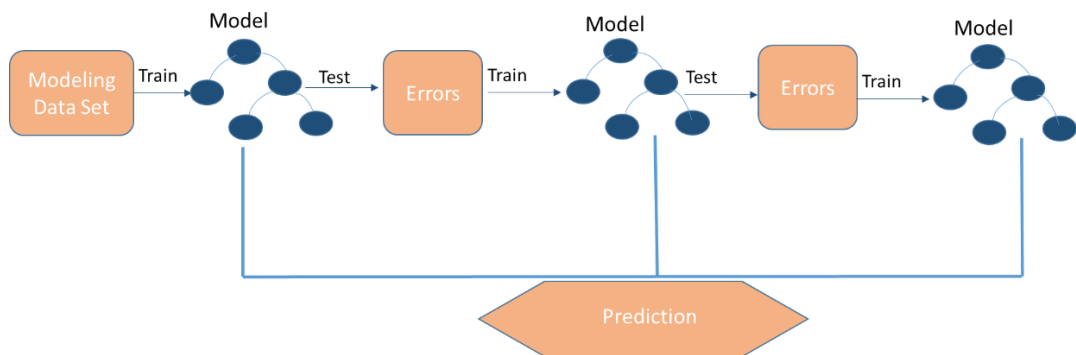 Model
Model
Model
Modeling
Data Set
Train
Test
Errors
Train
Test
Errors
Train
Prediction